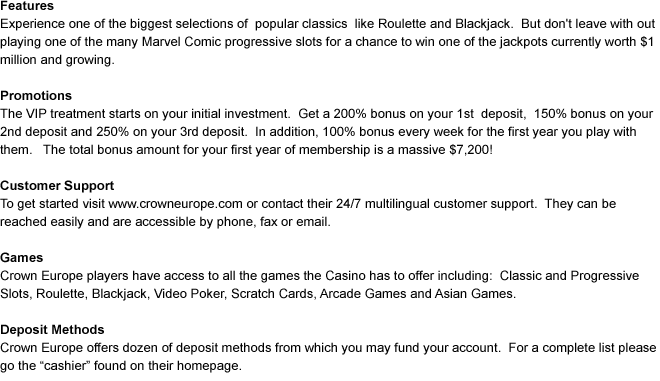 Features
Experience one of the biggest selections of  popular classics  like Roulette and Blackjack.  But don't leave with out
playing one of the many Marvel Comic progressive slots for a chance to win one of the jackpots currently worth $1
million and growing.
Promotions
The VIP treatment starts on your initial investment.  Get a 200% bonus on your 1st  deposit,  150% bonus on your
2nd deposit and 250% on your 3rd deposit.  In addition, 100% bonus every week for the first year you play with
them.   The total bonus amount for your first year of membership is a massive $7,200!
Customer Support
To get started visit www.crowneurope.com or contact their 24/7 multilingual customer support.  They can be
reached easily and are accessible by phone, fax or email.
Games
Crown Europe players have access to all the games the Casino has to offer including:  Classic and Progressive
Slots, Roulette, Blackjack, Video Poker, Scratch Cards, Arcade Games and Asian Games.
Deposit Methods
Crown Europe offers dozen of deposit methods from which you may fund your account.  For a complete list please
go the “cashier” found on their homepage.